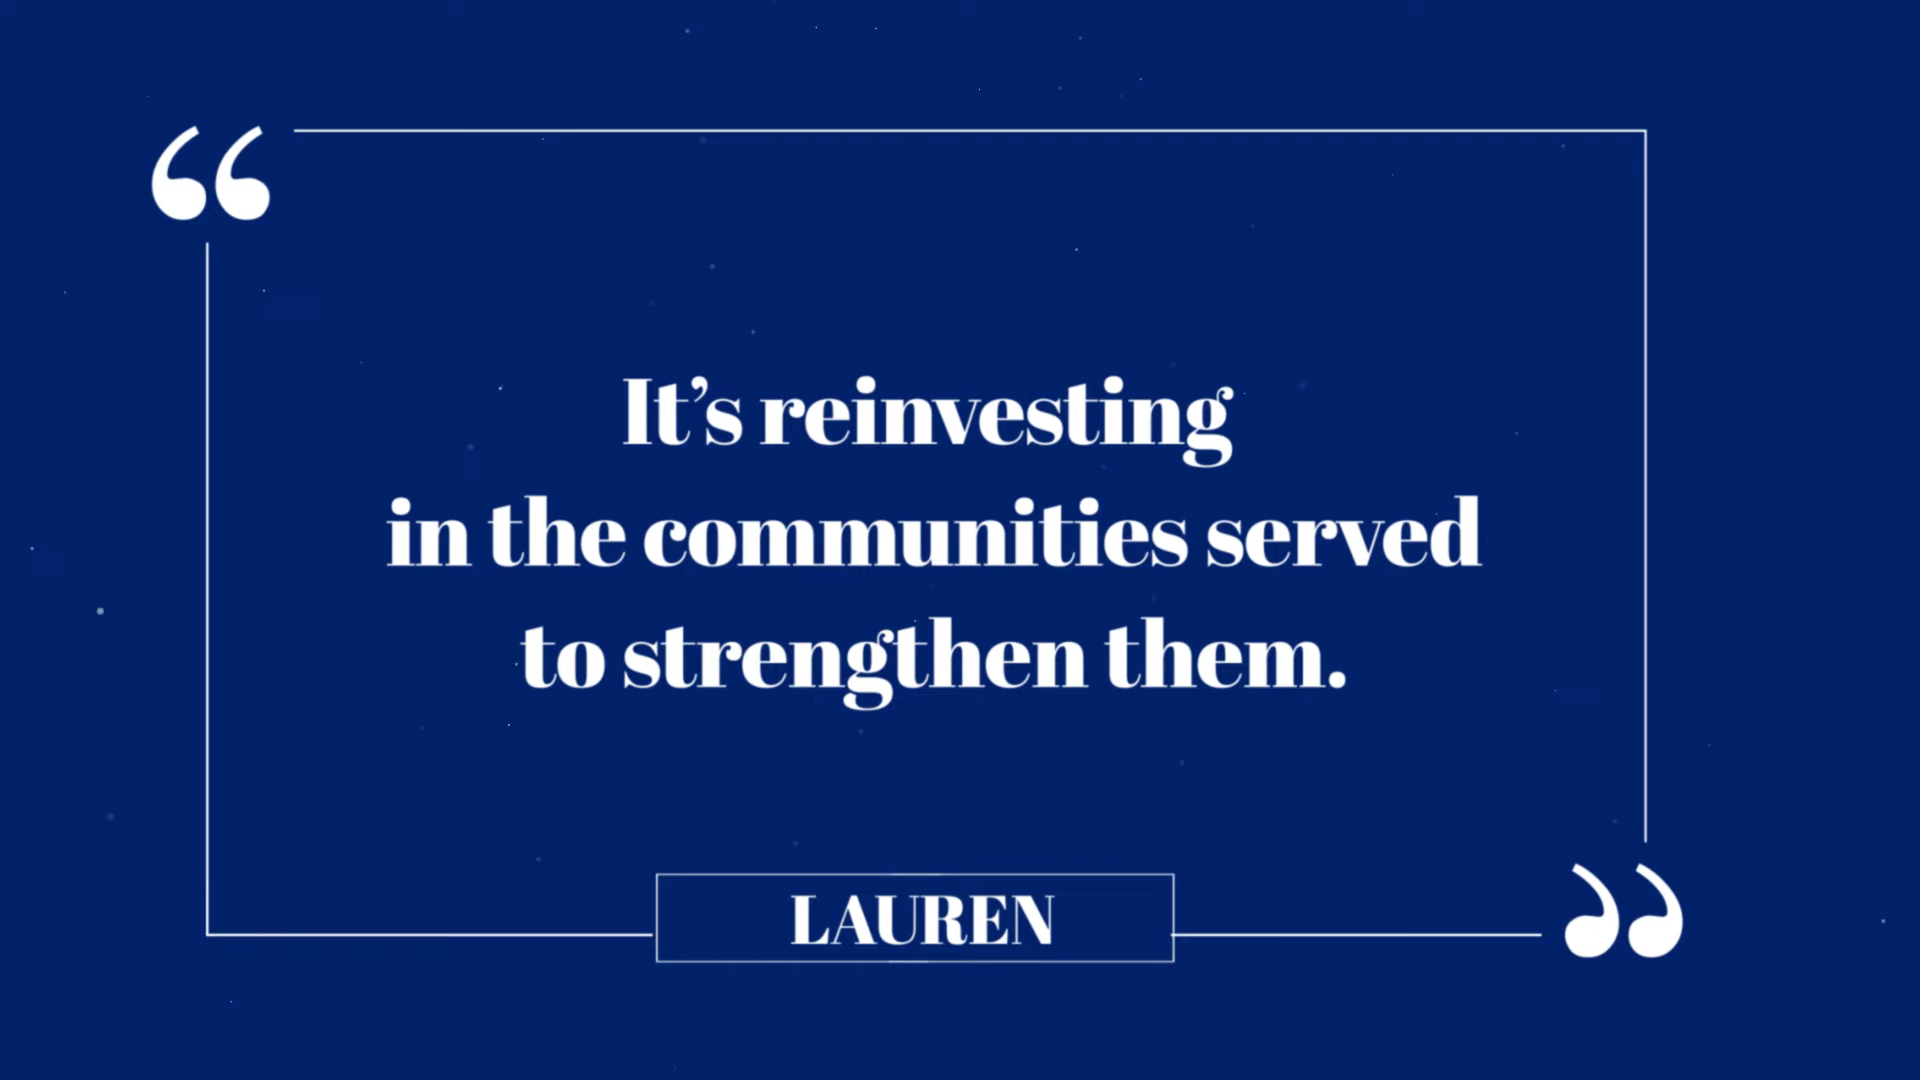 “
It’s reinvesting
in the communities served
to strengthen them.
”
LAUREN